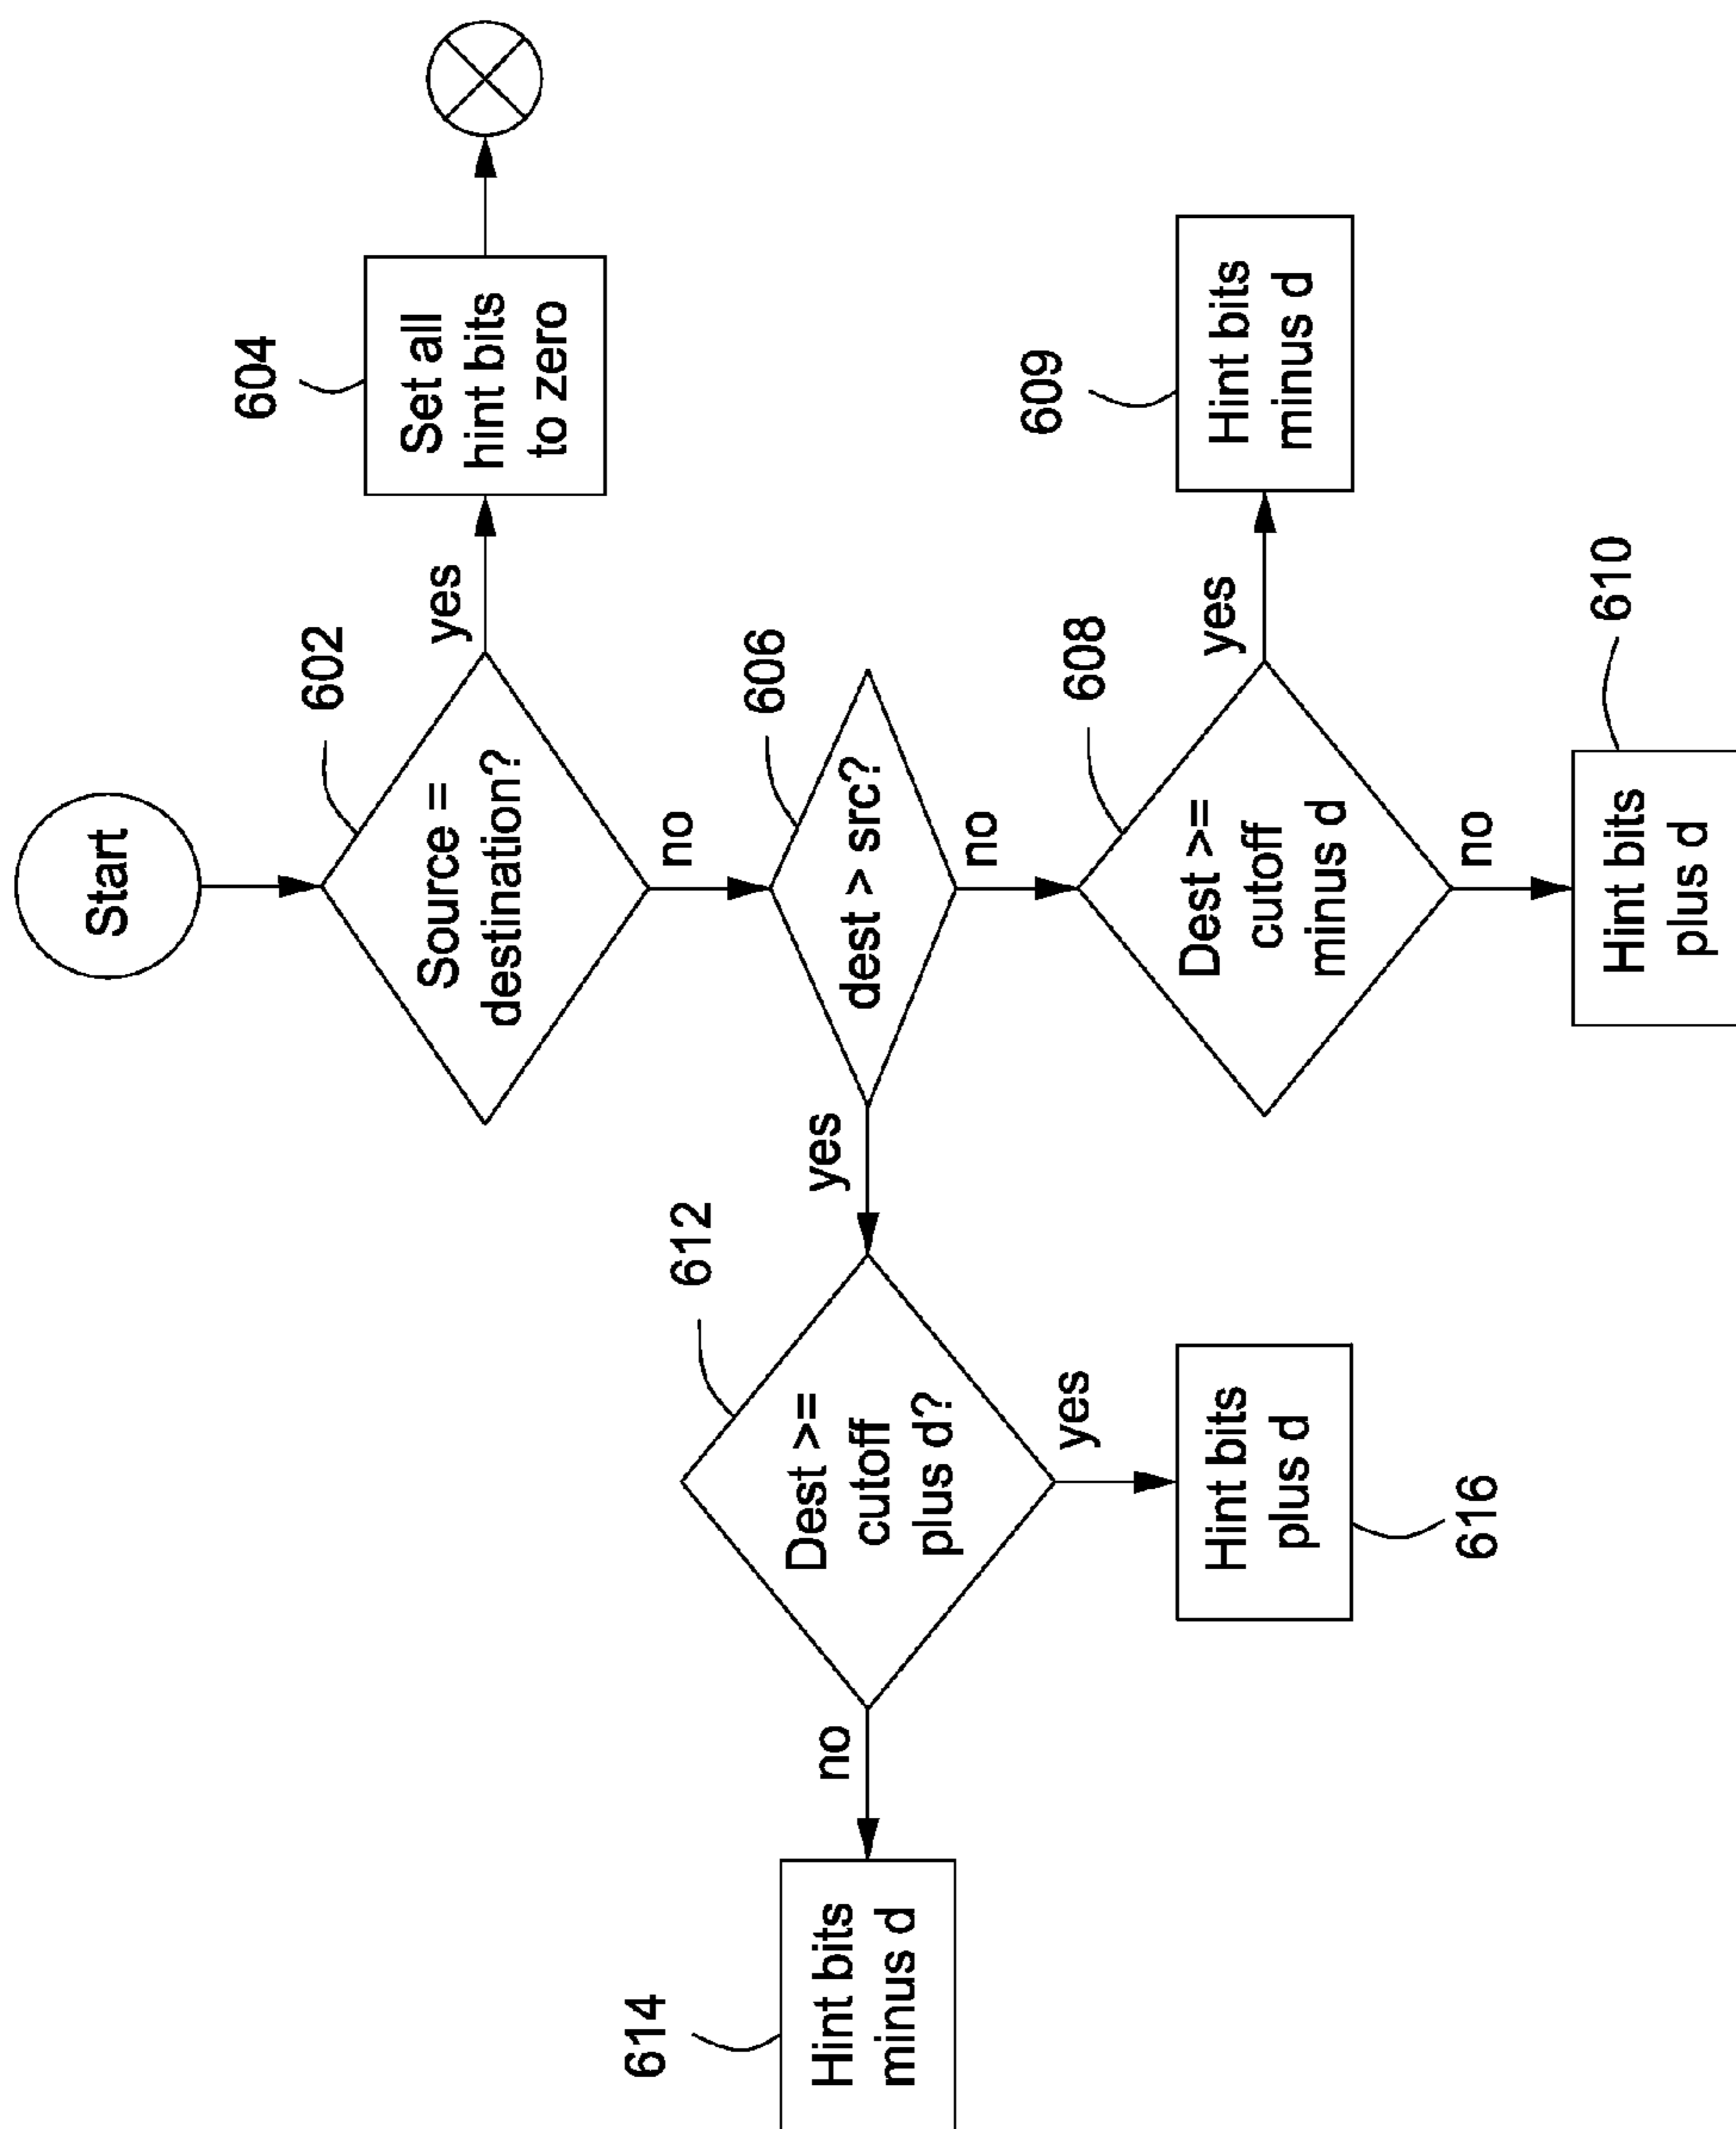 Start
602
Source =
destination?
yes
604
Set all
hint bits
to zero
no
606
dest > src?
yes
612
Dest >=
cutoff
plus d?
no
614
Hint bits
minus d
yes
Hint bits
plus d
616
no
608
Dest >=
cutoff
minus d
yes
609
Hint bits
minus d
no
610
Hint bits
plus d